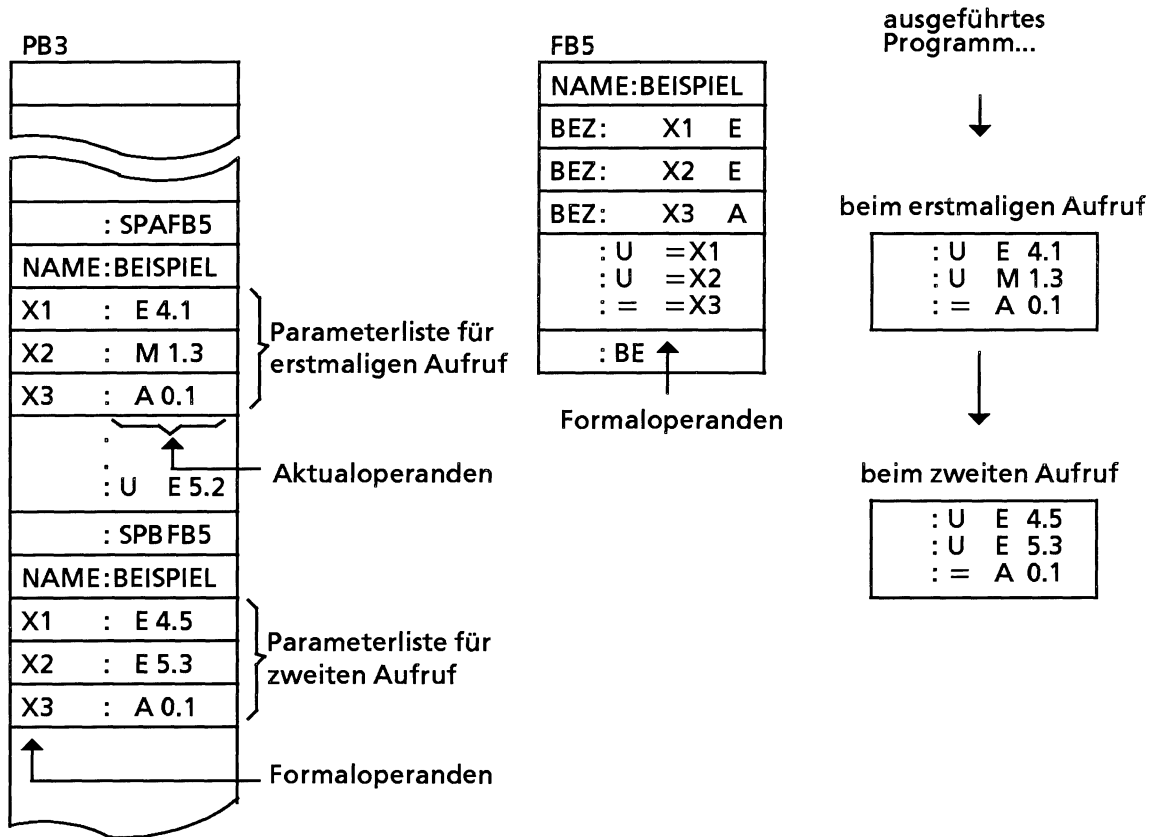 PB3
: SPAFB5
NAME:BEISPIEL
X1 : E 4.1
X2 : M 1.3
X3 : A 0.1
Parameterliste für
erstmaligen Aufruf
:
:
: U E 5.2
Aktualoperanden
: SPB FB5
NAME:BEISPIEL
X1 : E 4.5
X2 : E 5.3
X3 : A 0.1
Parameterliste für
zweiten Aufruf
Formaloperanden
FB5
NAME:BEISPIEL
BEZ: X1 E
BEZ: X2 E
BEZ: X3 A
: U =X1
: U =X2
: = =X3
: BE
Formaloperanden
ausgeführtes
Programm...
beim erstmaligen Aufruf
: U E 4.1
: U M 1.3
: = A 0.1
beim zweiten Aufruf
: U E 4.5
: U E 5.3
: = A 0.1